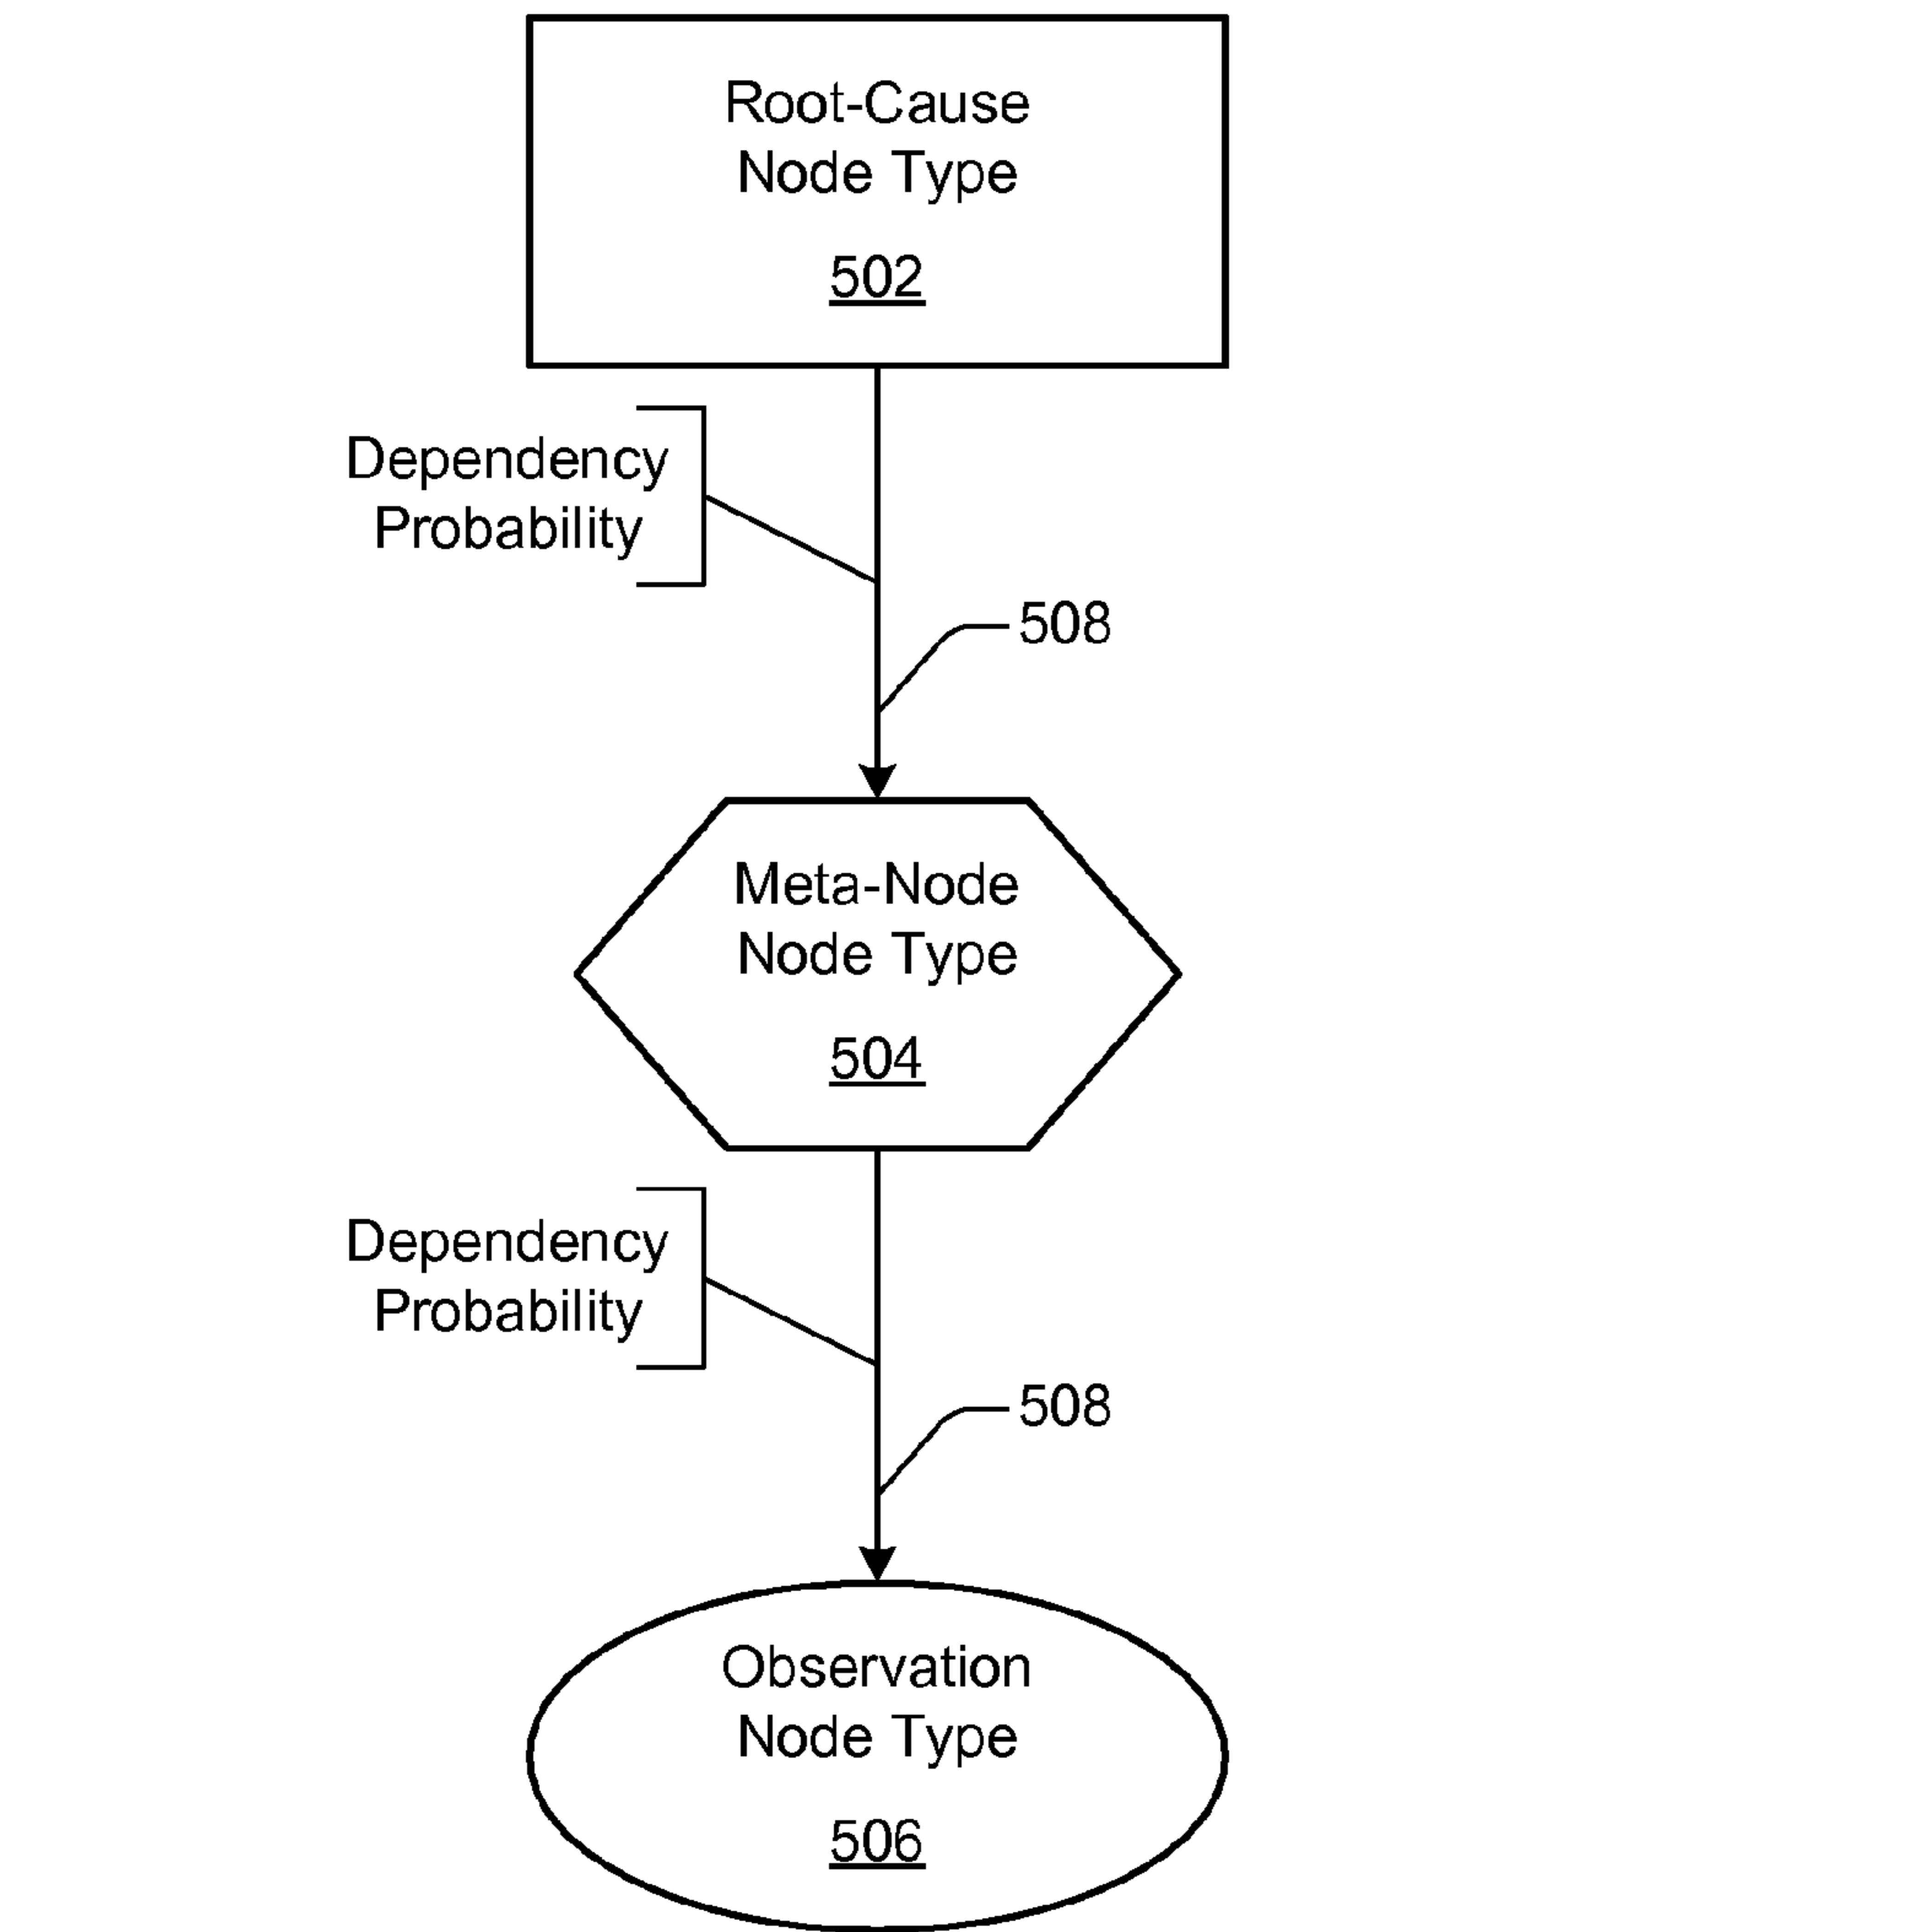 Root-Cause
Node Type
502
Dependency
Probability
508
Meta-Node
Node Type
504
Dependency
Probability
508
Observation
Node Type
506